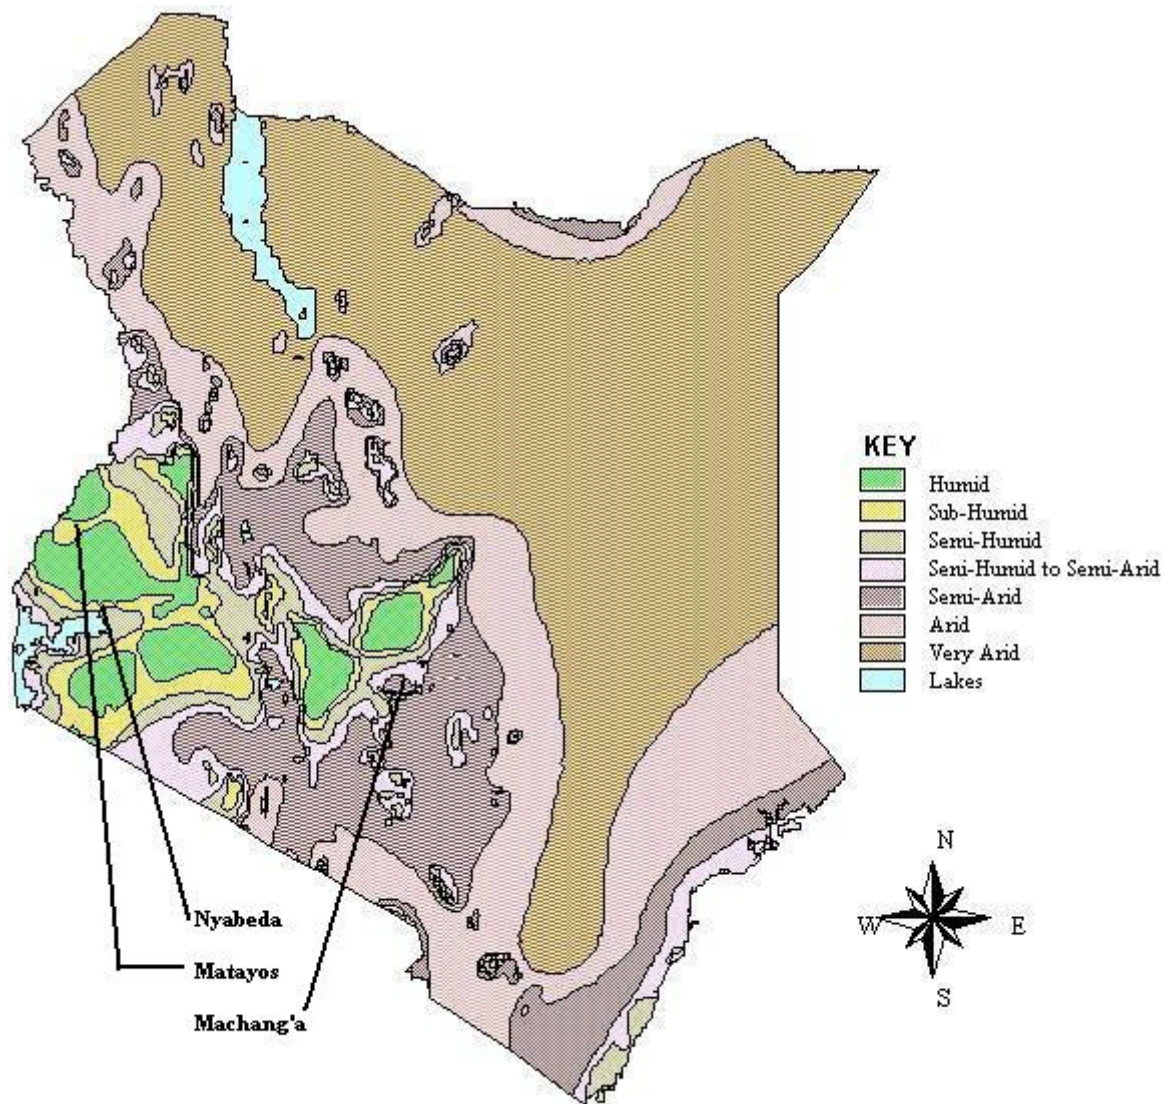 KEY
Humid
Sub-Humid
Semi-Humid
Seni-Humid to Semi-Arid
Semi-Arid
Arid
Very Arid
Lakes
N
W
E
S
Nyabeda
Matayos
Machang'a